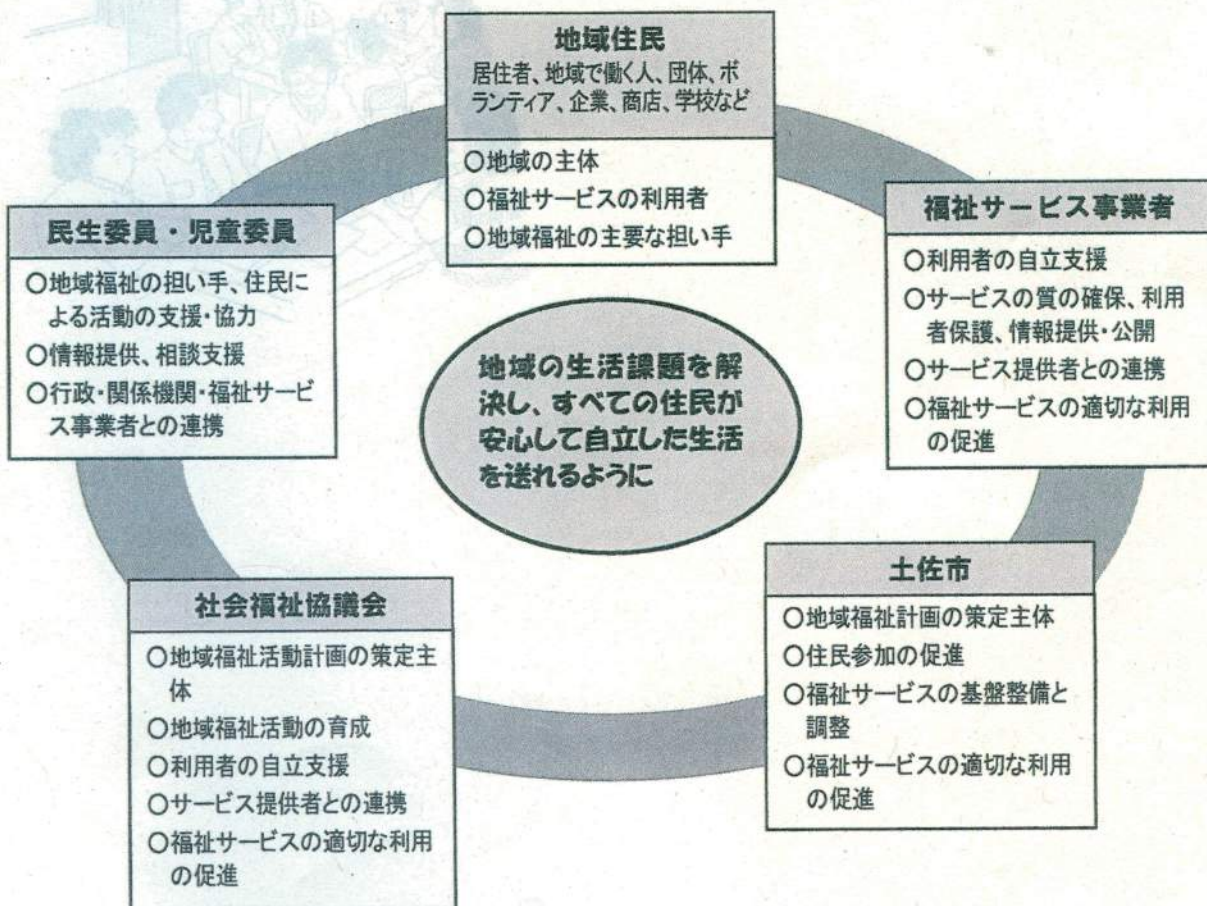 地域住民
居住者、地域で働く人、団体、ボ
ランティア、企業、商店、学校など
○地域の主体
○福祉サービスの利用者
○地域福祉の主要な担い手
民生委員・児童委員
○地域福祉の担い手、住民に
よる活動の支援・協力
○情報提供、相談支援
○行政・関係機関・福祉サービ
ス事業者との連携
福祉サービス事業者
○利用者の自立支援
○サービスの質の確保、利用
者保護、情報提供・公開
○サービス提供者との連携
○福祉サービスの適切な利用
の促進
地域の生活課題を解
決し、すべての住民が
安心して自立した生活
を送れるように
社会福祉協議会
○地域福祉活動計画の策定主
体
○地域福祉活動の育成
○利用者の自立支援
○サービス提供者との連携
○福祉サービスの適切な利用
の促進
土佐市
○地域福祉計画の策定主体
○住民参加の促進
○福祉サービスの基盤整備と
調整
○福祉サービスの適切な利用
の促進